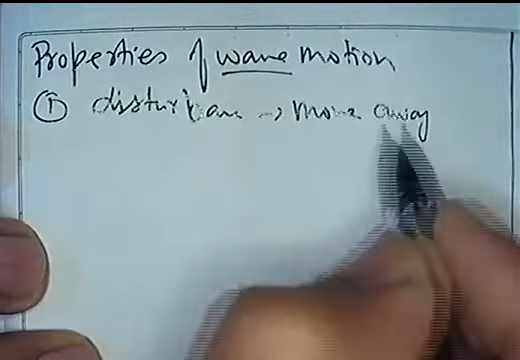 Properties of wave motion
① disturbance → move away